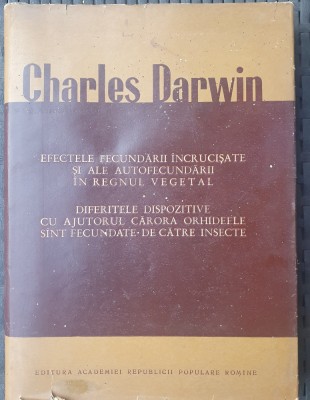 Charles Darwin
EFECTELE FECUNDĂRII ÎNCRUCIȘATE
ȘI ALE AUTOFECUNDĂRII
ÎN REGNUL VEGETAL
DIFERITELE DISPOZITIVE
CU AJUTORUL CĂRORA ORHIDEELE
SÎNT FECUNDATE DE CĂTRE INSECTE
EDITURA ACADEMIEI REPUBLICII POPULARE ROMÎNE